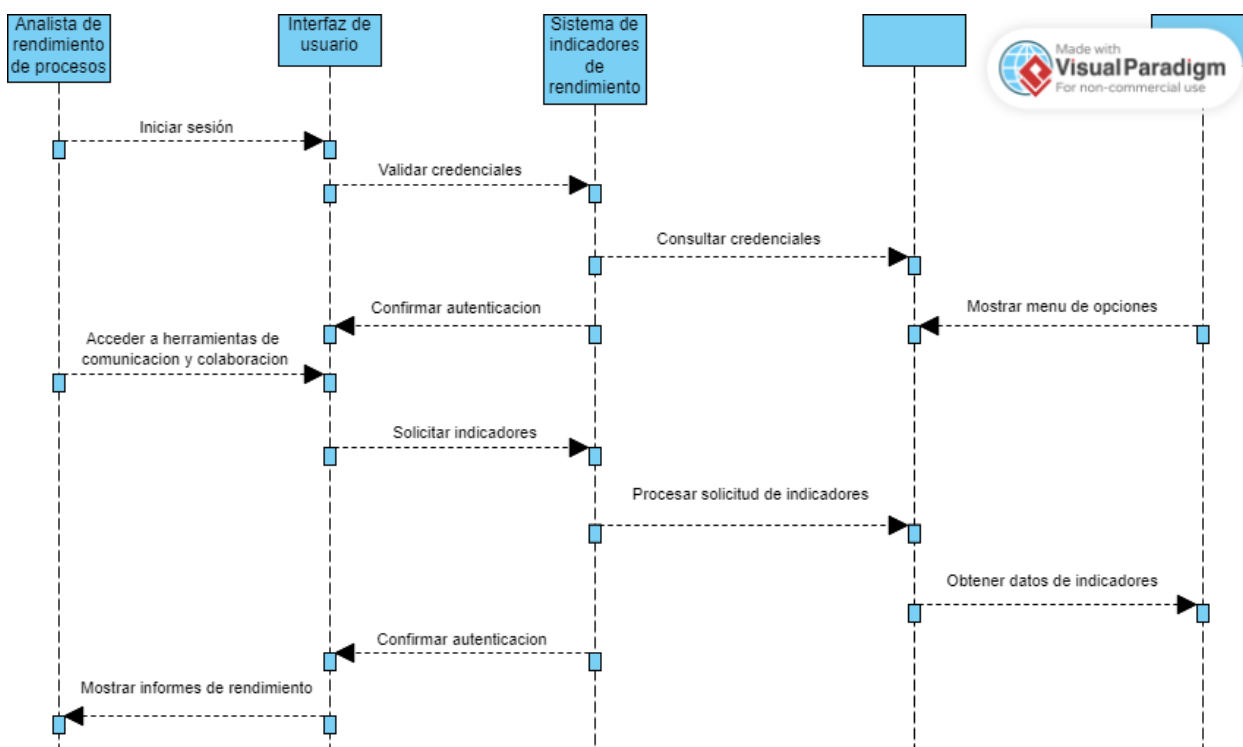 Analista de
rendimiento
de procesos
Interfaz de
usuario
Sistema de
indicadores
de
rendimiento
Made with
Visual Paradigm
For non-commercial use
Iniciar sesión
Validar credenciales
Consultar credenciales
Confirmar autenticacion
Mostrar menu de opciones
Acceder a herramientas de
comunicacion y colaboracion
Solicitar indicadores
Procesar solicitud de indicadores
Obtener datos de indicadores
Confirmar autenticacion
Mostrar informes de rendimiento